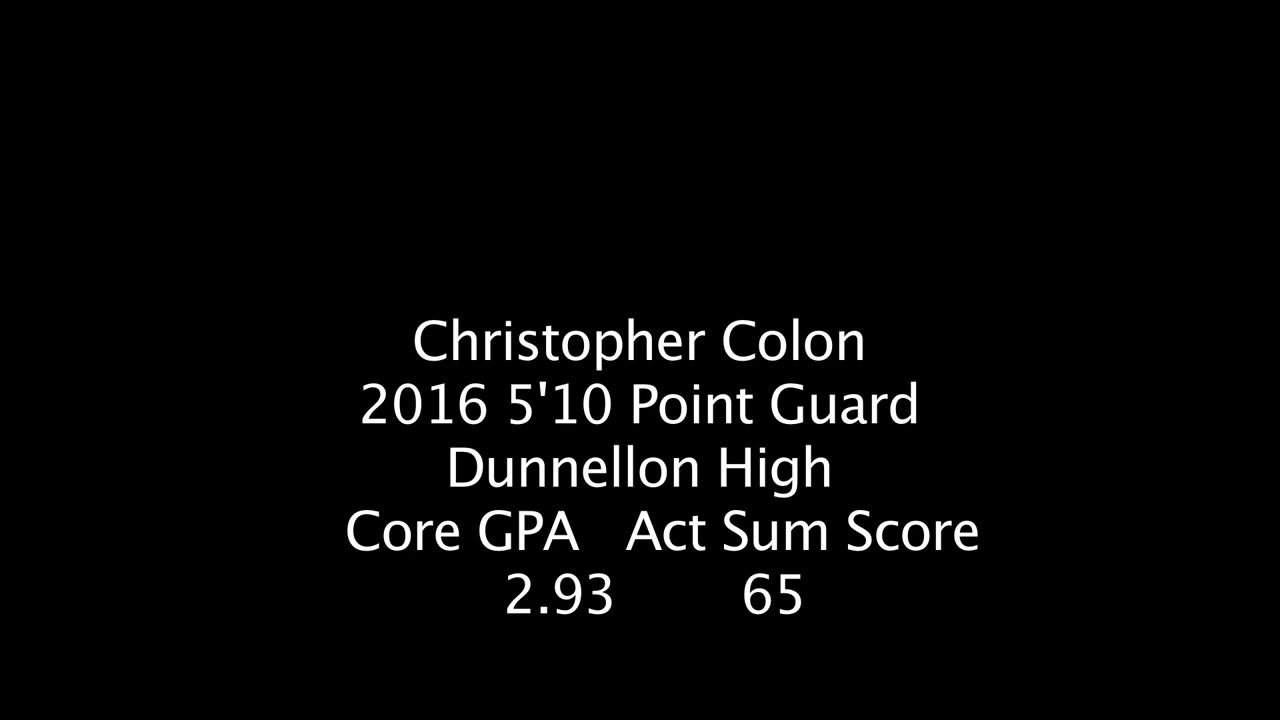 Christopher Colon
2016 5'10 Point Guard
Dunnellon High
Core GPA Act Sum Score
2.93 65